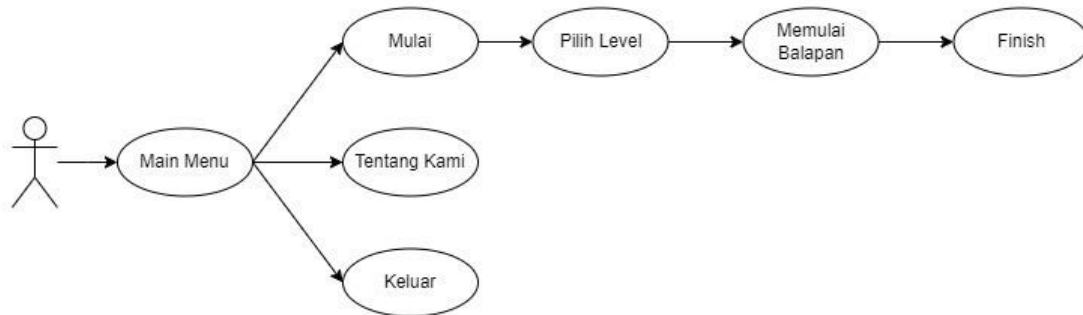 Mulai
Pilih Level
Memulai
Balapan
Finish
Main Menu
Tentang Kami
Keluar